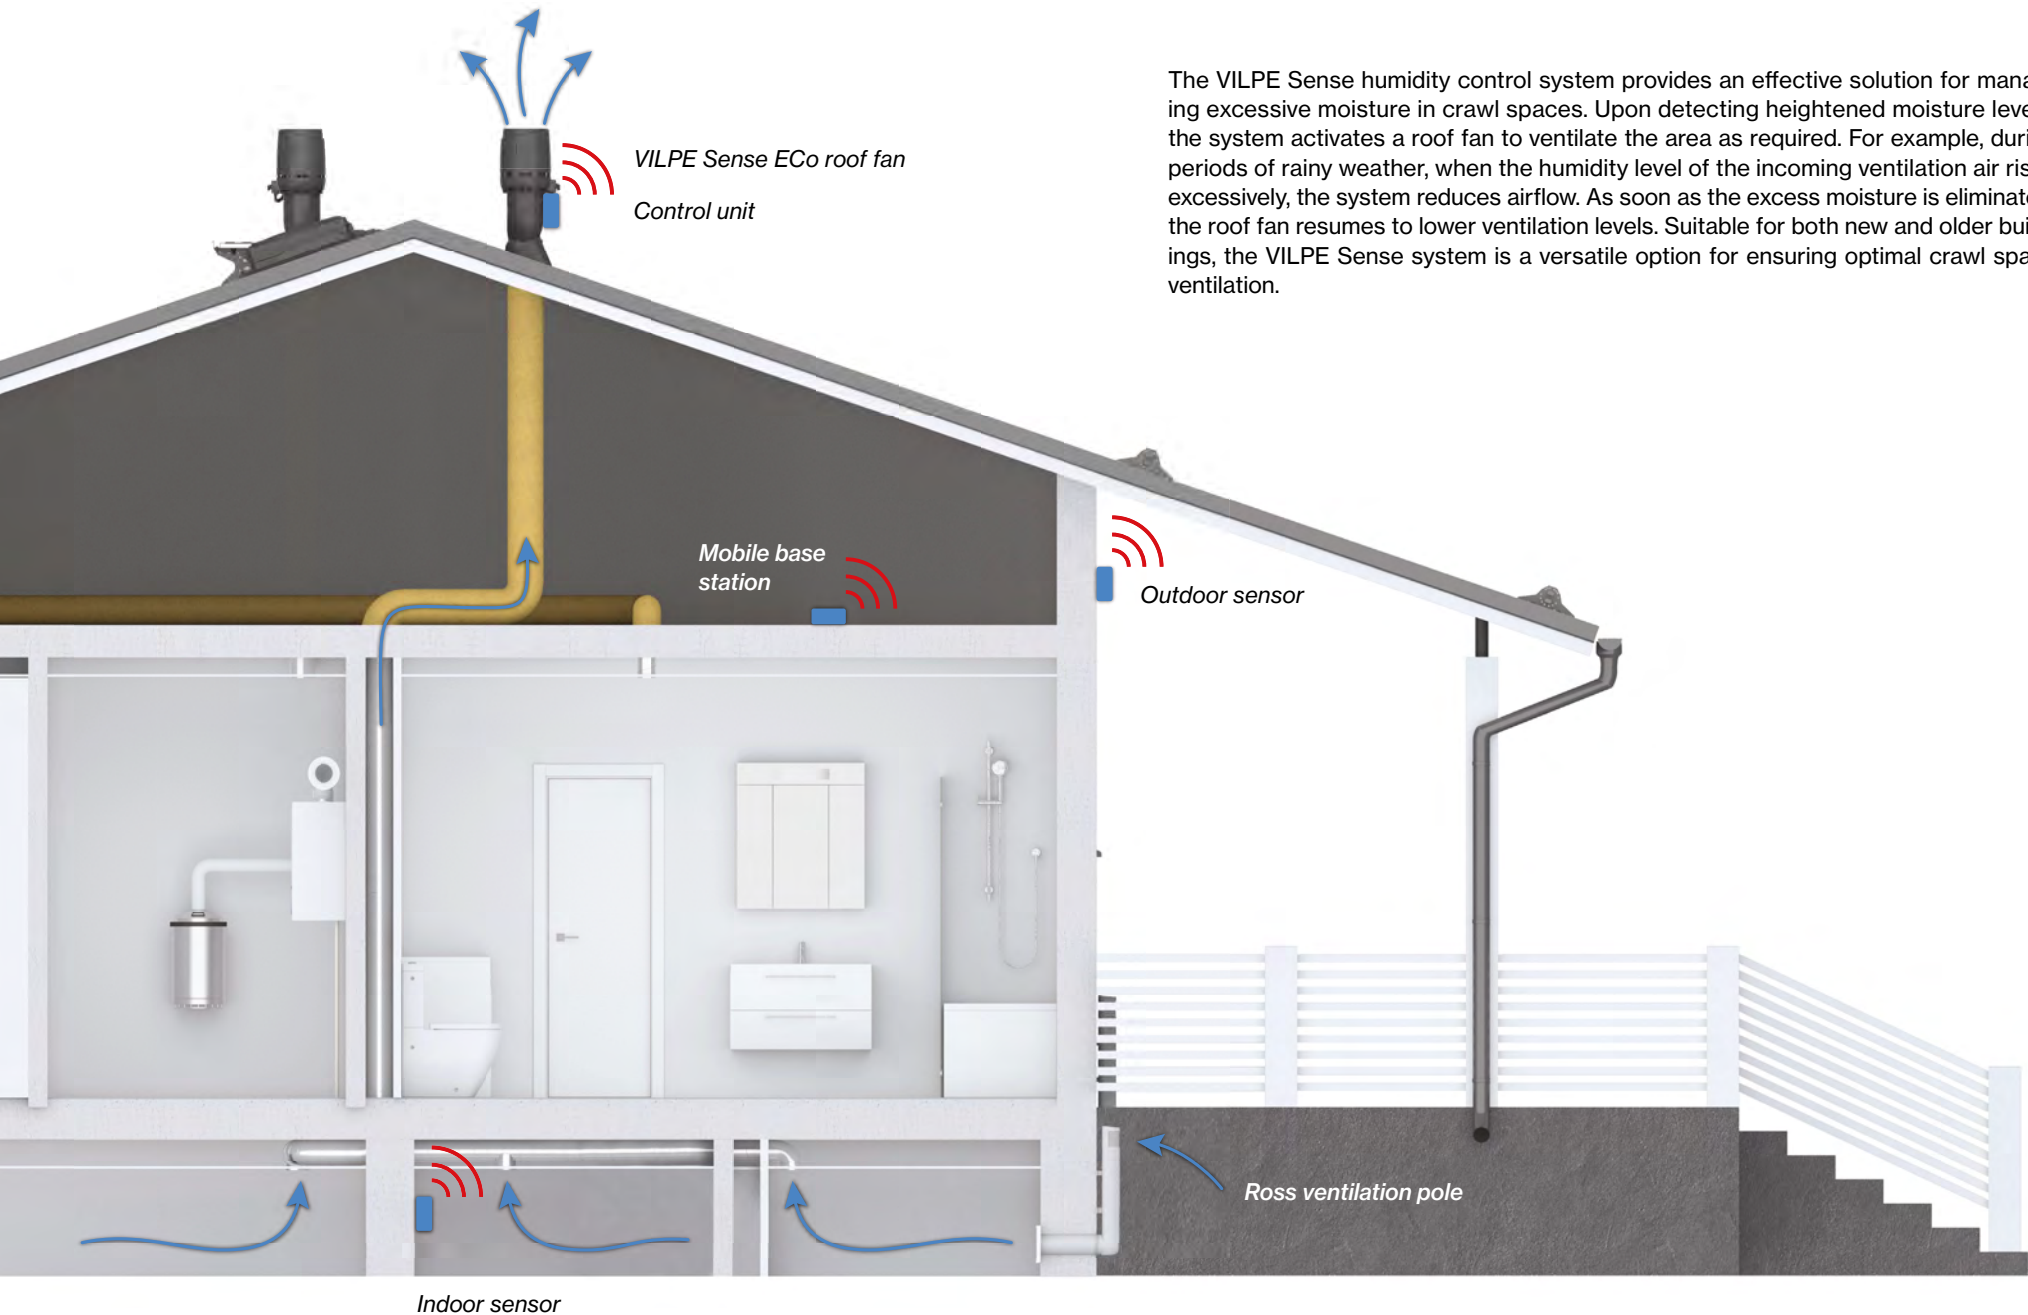 The VILPE Sense humidity control system provides an effective solution for mana
ing excessive moisture in crawl spaces. Upon detecting heightened moisture leve
the system activates a roof fan to ventilate the area as required. For example, duri
periods of rainy weather, when the humidity level of the incoming ventilation air ris
excessively, the system reduces airflow. As soon as the excess moisture is eliminate
the roof fan resumes to lower ventilation levels. Suitable for both new and older buil
ings, the VILPE Sense system is a versatile option for ensuring optimal crawl spa
ventilation.
VILPE Sense ECo roof fan
Control unit
Mobile base
station
Outdoor sensor
Ross ventilation pole
Indoor sensor